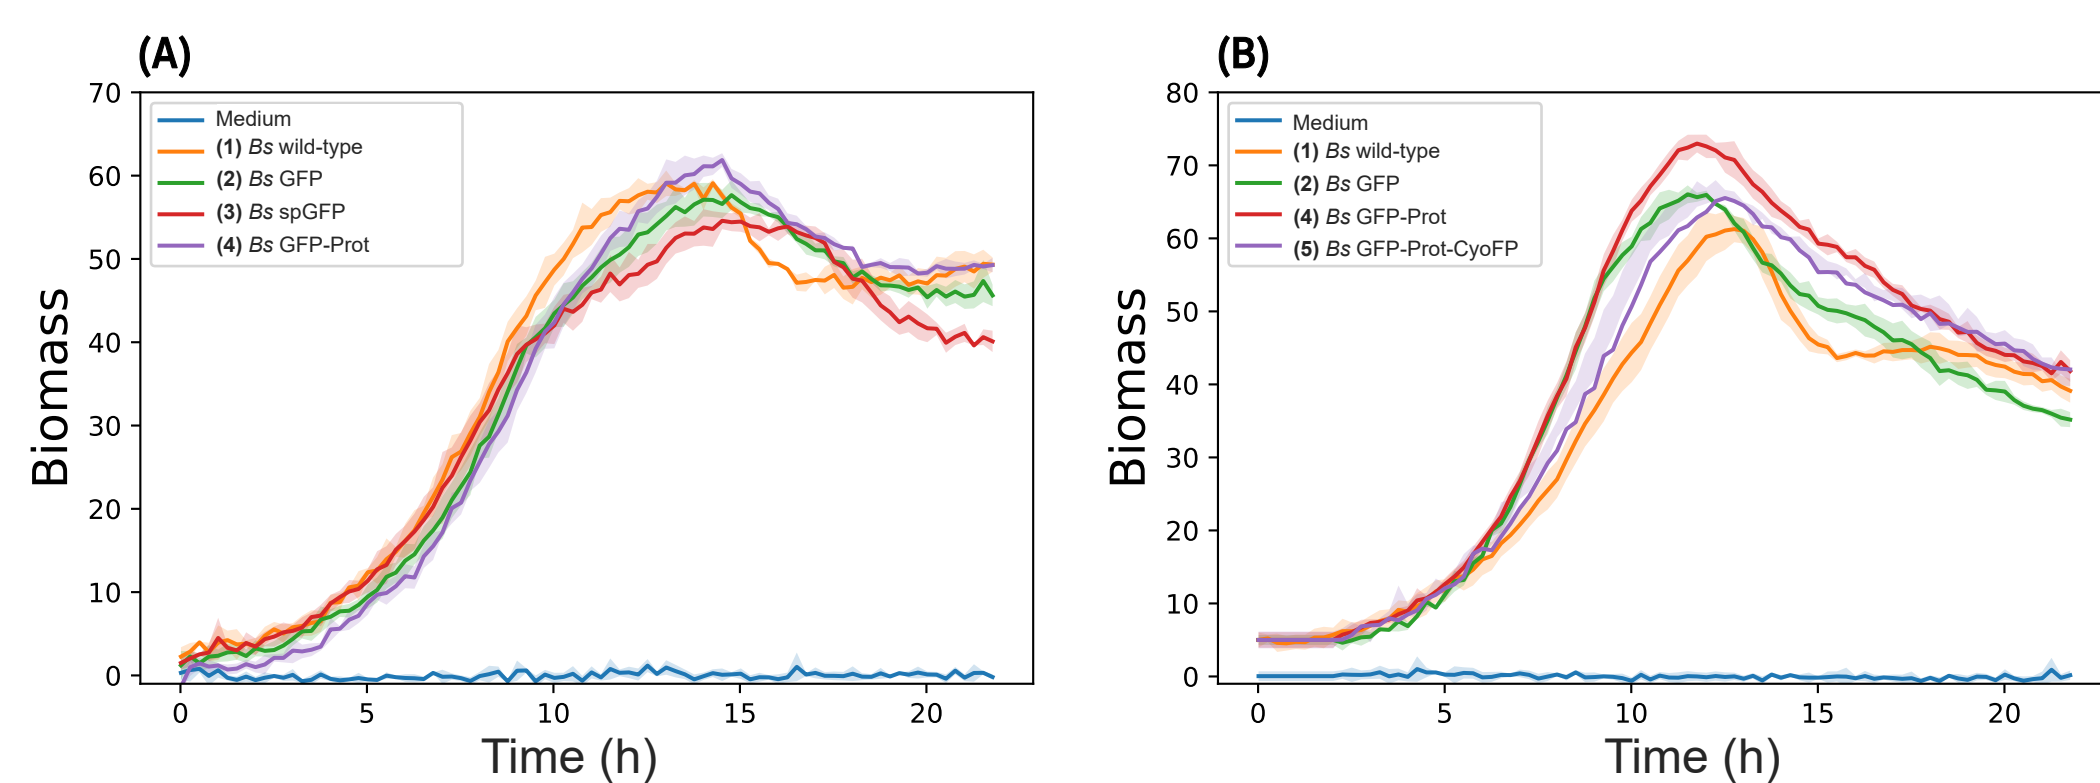 (A)
70
60
50
40
30
20
10
0
Biomass
Medium
(1) Bs wild-type
(2) Bs GFP
(3) Bs spGFP
(4) Bs GFP-Prot
0 5 10 15 20
Time (h)
(B)
80
70
60
50
40
30
20
10
0
Biomass
Medium
(1) Bs wild-type
(2) Bs GFP
(4) Bs GFP-Prot
(5) Bs GFP-Prot-CyoFP
0 5 10 15 20
Time (h)